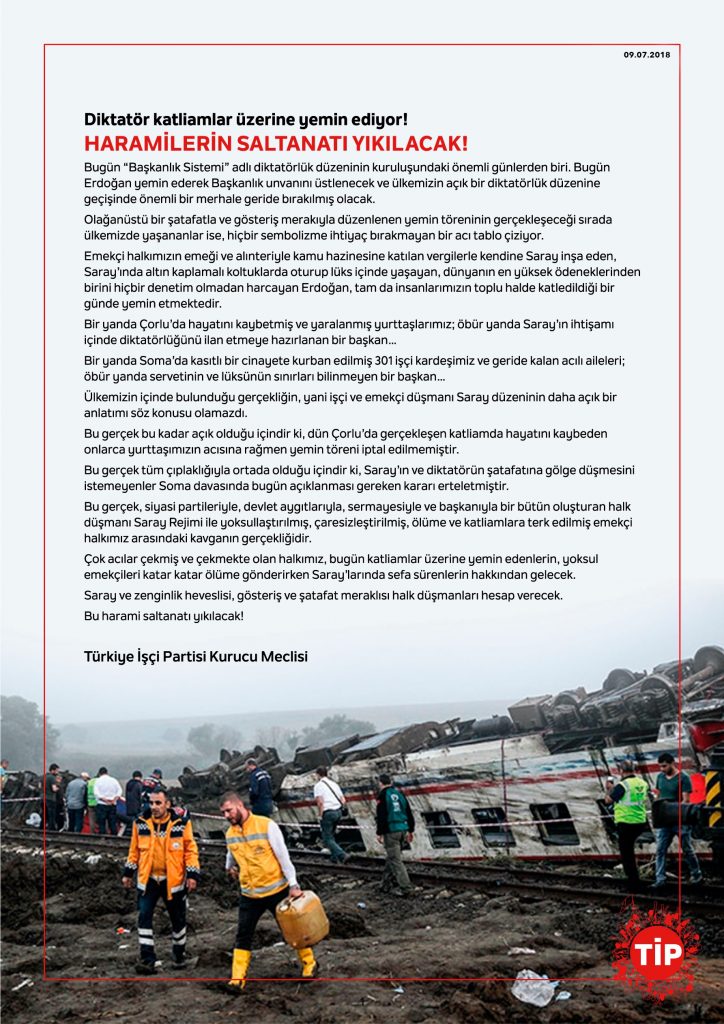 09.07.2018
Diktatör katliamlar üzerine yemin ediyor!
HARAMİLERİN SALTANATI YIKILACAK!
Bugün “Başkanlık Sistemi” adlı diktatörlük düzeninin kuruluşundaki önemli günlerden biri. Bugün
Erdoğan yemin ederek Başkanlık unvanını üstlenecek ve ülkemizin açık bir diktatörlük düzenine
geçişinde önemli bir merhale geride bırakılmış olacak.
Olağanüstü bir şatafatla ve gösteriş merakıyla düzenlenen yemin töreninin gerçekleşeceği sırada
ülkemizde yaşananlar ise, hiçbir sembolizme ihtiyaç bırakmayan bir acı tablo çiziyor.
Emekçi halkımızın emeği ve alınteriyle kamu hazinesine katılan vergilerle kendine Saray inşa eden,
Saray’ında altın kaplamalı koltuklarda oturup lüks içinde yaşayan, dünyanın en yüksek ödeneklerinden
birini hiçbir denetim olmadan harcayan Erdoğan, tam da insanlarımızın toplu halde katledildiği bir
günde yemin etmektedir.
Bir yanda Çorlu’da hayatını kaybetmiş ve yaralanmış yurttaşlarımız; öbür yanda Saray’ın ihtişamı
içinde diktatörlüğünü ilan etmeye hazırlanan bir başkan...
Bir yanda Soma’da kasıtlı bir cinayete kurban edilmiş 301 işçi kardeşimiz ve geride kalan acılı aileleri;
öbür yanda servetinin ve lüksünün sınırları bilinmeyen bir başkan...
Ülkemizin içinde bulunduğu gerçekliğin, yani işçi ve emekçi düşmanı Saray düzeninin daha açık bir
anlatımı söz konusu olamazdı.
Bu gerçek bu kadar açık olduğu içindir ki, dün Çorlu’da gerçekleşen katliamda hayatını kaybeden
onlarca yurttaşımızın acısına rağmen yemin töreni iptal edilmemiştir.
Bu gerçek tüm çıplaklığıyla ortada olduğu içindir ki, Saray’ın ve diktatörün şatafatına gölge düşmesini
istemeyenler Soma davasında bugün açıklanması gereken kararı erteletmiştir.
Bu gerçek, siyasi partileriyle, devlet aygıtlarıyla, sermayesiyle ve başkanıyla bir bütün oluşturan halk
düşmanı Saray Rejimi ile yoksullaştırılmış, çaresizleştirilmiş, ölüme ve katliamlara terk edilmiş emekçi
halkımız arasındaki kavganın gerçekliğidir.
Çok acılar çekmiş ve çekmekte olan halkımız, bugün katliamlar üzerine yemin edenlerin, yoksul
emekçileri katar katar ölüme gönderirken Saray’larında sefa sürenlerin hakkından gelecek.
Saray ve zenginlik heveslisi, gösteriş ve şatafat meraklısı halk düşmanları hesap verecek.
Bu harami saltanatı yıkılacak!
Türkiye İşçi Partisi Kurucu Meclisi
TİP